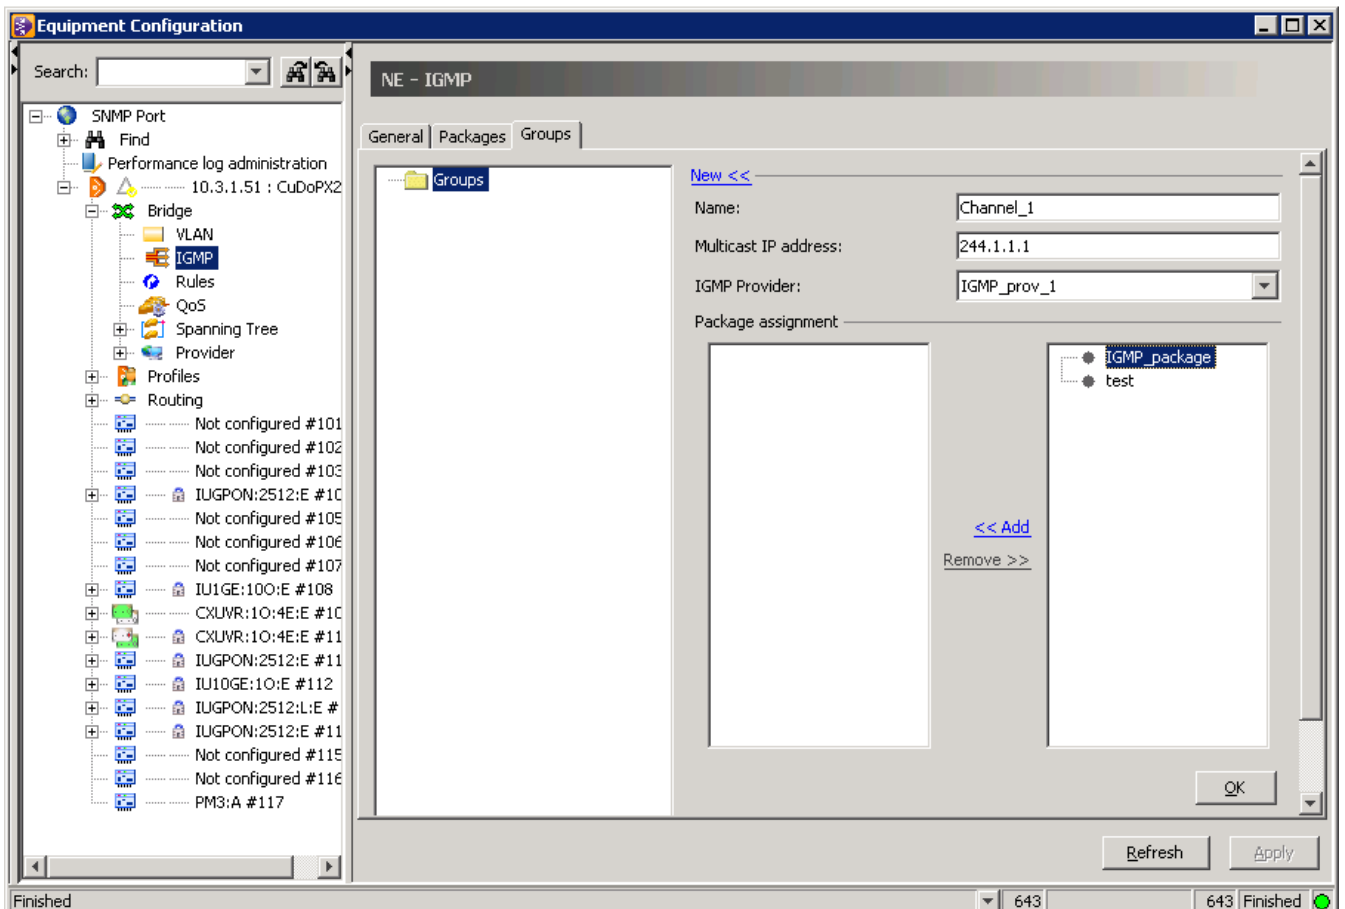 Equipment Configuration
Search:
SNMP Port
Find
Performance log administration
10.3.1.51 : CuDoPX2
Bridge
VLAN
IGMP
Rules
QoS
Spanning Tree
Provider
Profiles
Routing
Not configured #101
Not configured #102
Not configured #103
IUGPON:2512:E #10
Not configured #105
Not configured #106
Not configured #107
IU1GE:10O:E #108
CXUVR:1O:4E:E #10
CXUVR:1O:4E:E #11
IUGPON:2512:E #11
IU10GE:1O:E #112
IUGPON:2512:L:E #
IUGPON:2512:E #11
Not configured #115
Not configured #116
PM3:A #117
NE - IGMP
General Packages Groups
Groups
New <<
Name: Channel_1
Multicast IP address: 244.1.1.1
IGMP Provider: IGMP_prov_1
Package assignment
IGMP_package
test
<< Add
Remove >>
OK
Refresh Apply
Finished 643 643 Finished